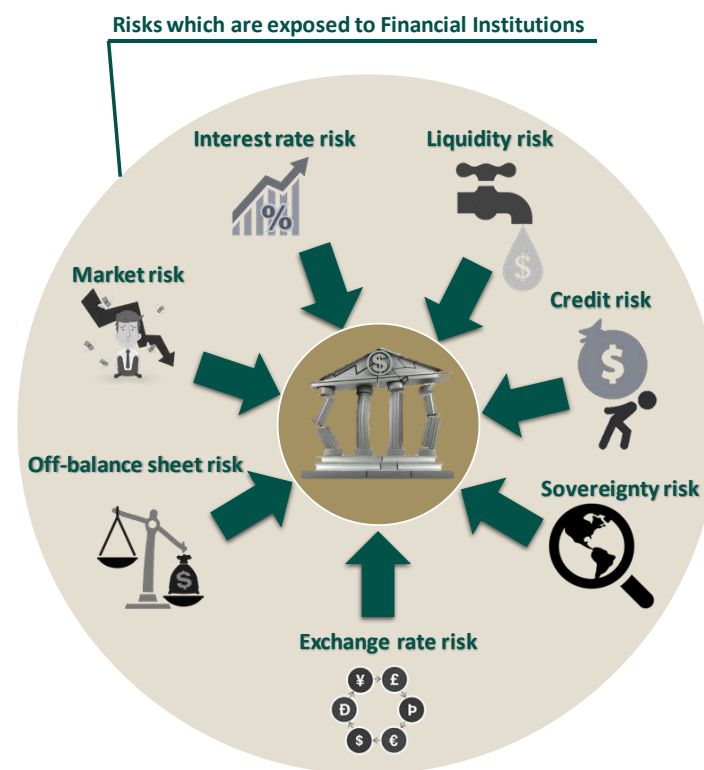 Risks which are exposed to Financial Institutions
Interest rate risk
Liquidity risk
%
$
Market risk
Credit risk
$
$
Off-balance sheet risk
Sovereignty risk
$
Exchange rate risk
¥ £
Đ Þ
$ €